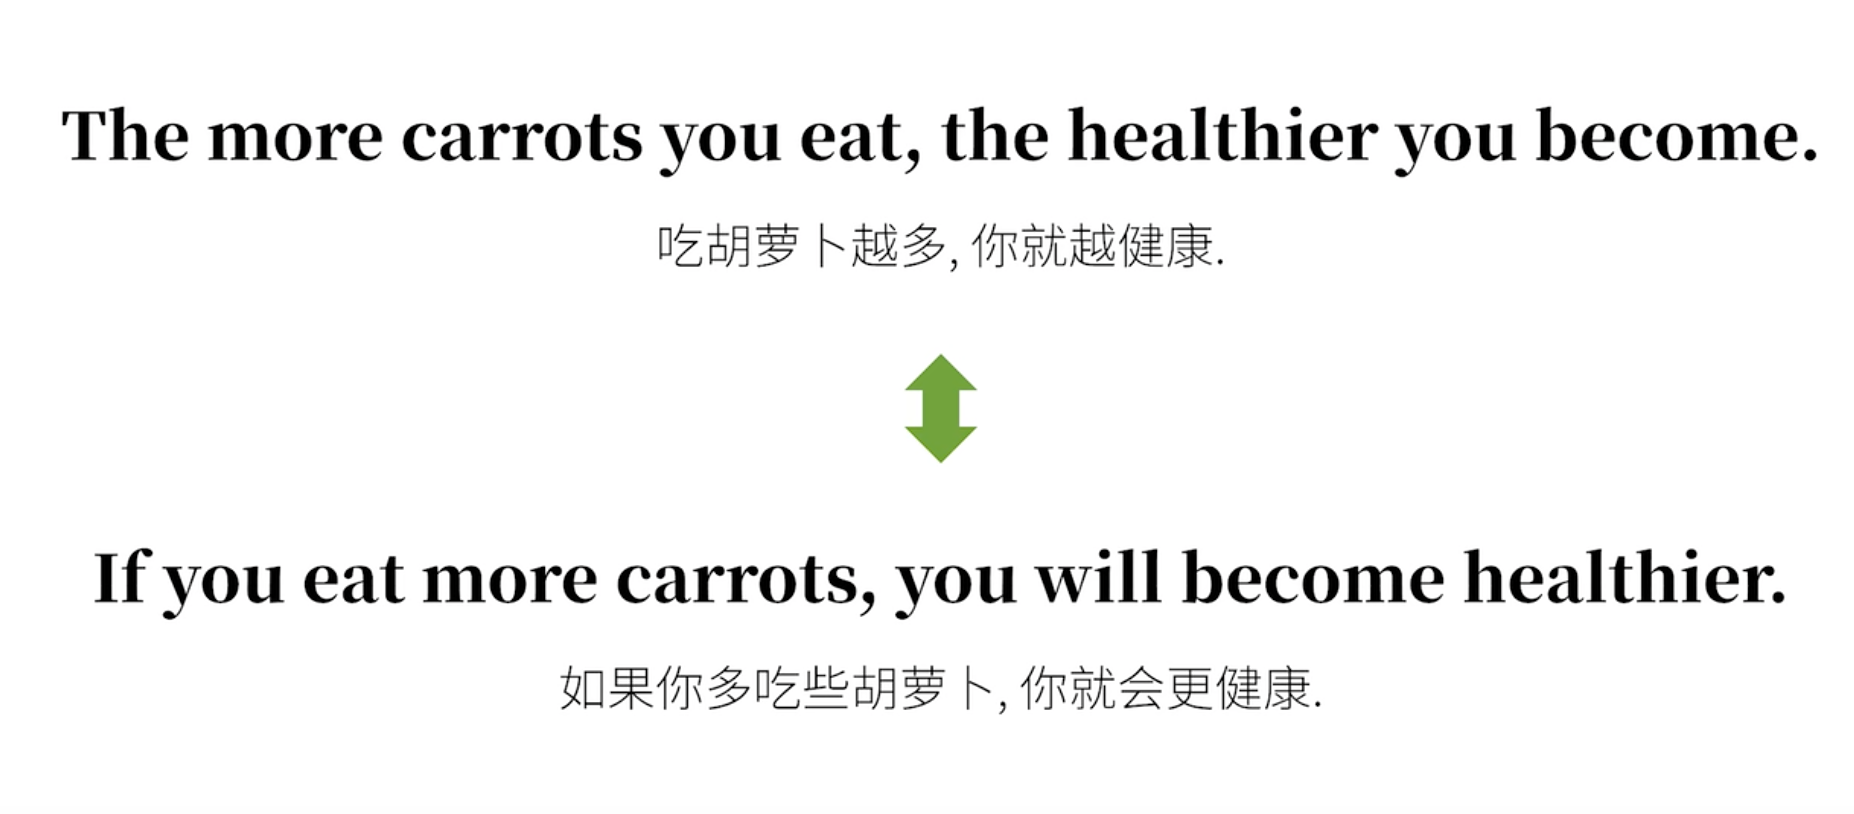 The more carrots you eat, the healthier you become.
吃胡萝卜越多, 你就越健康.
If you eat more carrots, you will become healthier.
如果你多吃些胡萝卜, 你就会更健康.